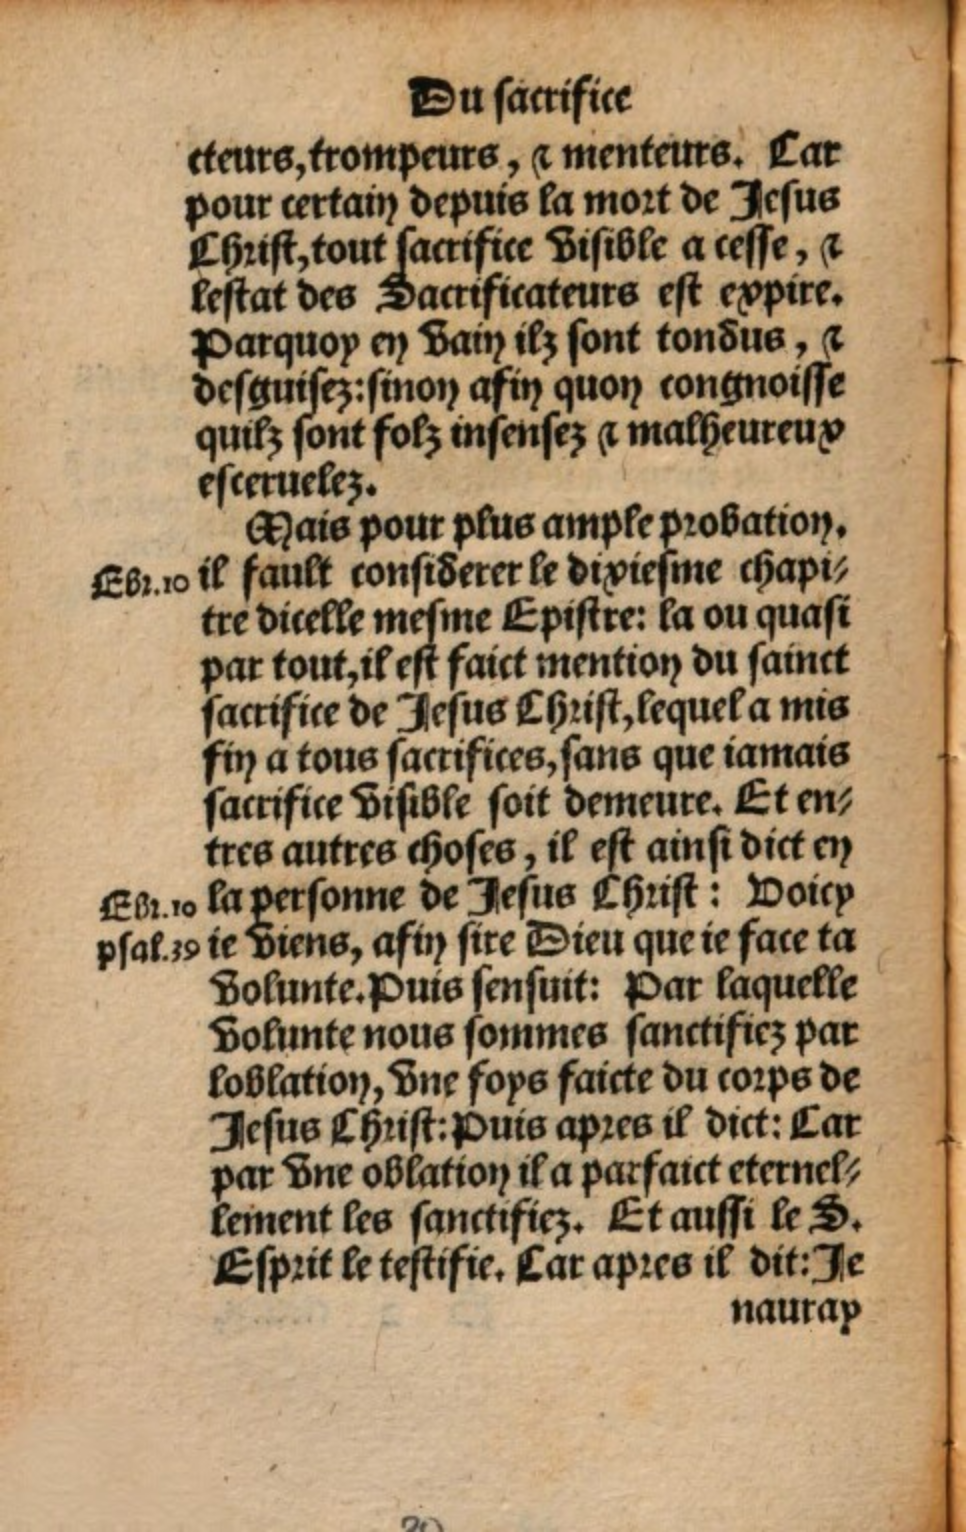 Du sacrifice
cteurs, trompeurs, & menteurs. Car
pour certain depuis la mort de Jesus
Christ, tout sacrifice visible a cesse, &
lestat des Sacrificateurs est expire.
Parquoy en vain ilz sont tondus, &
desguisez: sinon afin quon congnoisse
quilz sont folz insensez & malheureux
esceruelez.
Mais pour plus ample probation.
Ebr. 10 il fault considerer le dixiesme chapi-
tre dicelle mesme Epistre: la ou quasi
par tout, il est faict mention du sainct
sacrifice de Jesus Christ, lequel a mis
fin a tous sacrifices, sans que iamais
sacrifice visible soit demeure. Et en-
tres autres choses, il est ainsi dict en
Ebr. 10 la personne de Jesus Christ: Voicy
psal. 39 ie viens, afin sire Dieu que ie face ta
volunte. Puis sensuit: Par laquelle
volunte nous sommes sanctifiez par
loblation, vne foys faicte du corps de
Jesus Christ: Puis apres il dict: Car
par vne oblation il a parfaict eternel-
lement les sanctifiez. Et aussi le S.
Esprit le testifie. Car apres il dit: Je
nauray